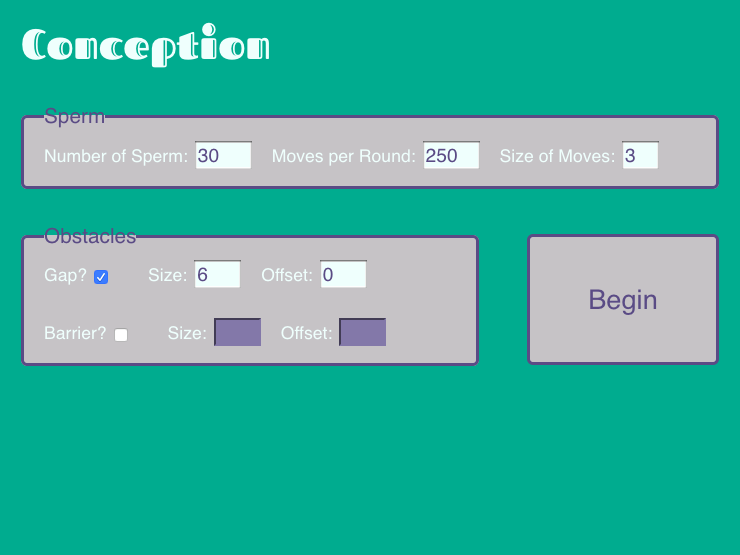 Conception
Sperm
Number of Sperm: 30 Moves per Round: 250 Size of Moves: 3
Obstacles
Gap? Size: 6 Offset: 0
Barrier? Size: Offset:
Begin